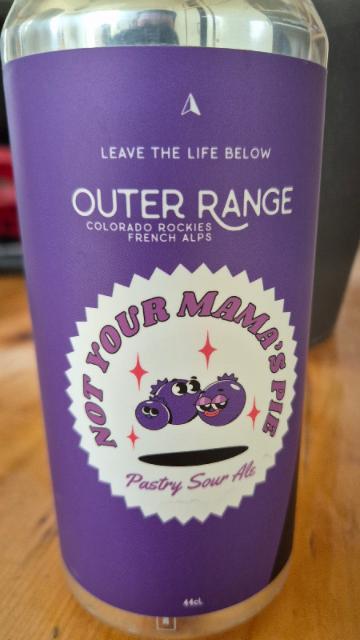 LEAVE THE LIFE BELOW
OUTER RANGE
COLORADO ROCKIES
FRENCH ALPS
NOT YOUR MAMA'S PIE
Pastry Sour Ale
44cL